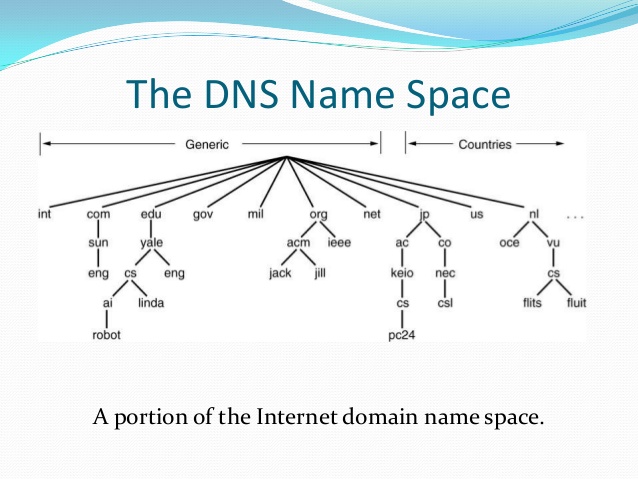 The DNS Name Space
Generic Countries
int com edu gov mil org net jp us nl ...
sun yale acm ieee ac co oce vu
eng cs eng jack jill keio nec cs
ai linda cs csl flits fluit
robot pc24
A portion of the Internet domain name space.